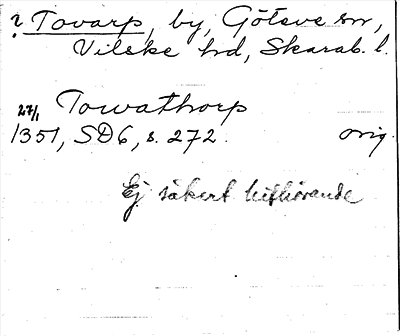 ? Tovarp, by, Göteve sn,
Vilske hd, Skarab. l.
Towathorp
27/1
1351, SD6, s. 272. orig.
Ej säkert hithörande